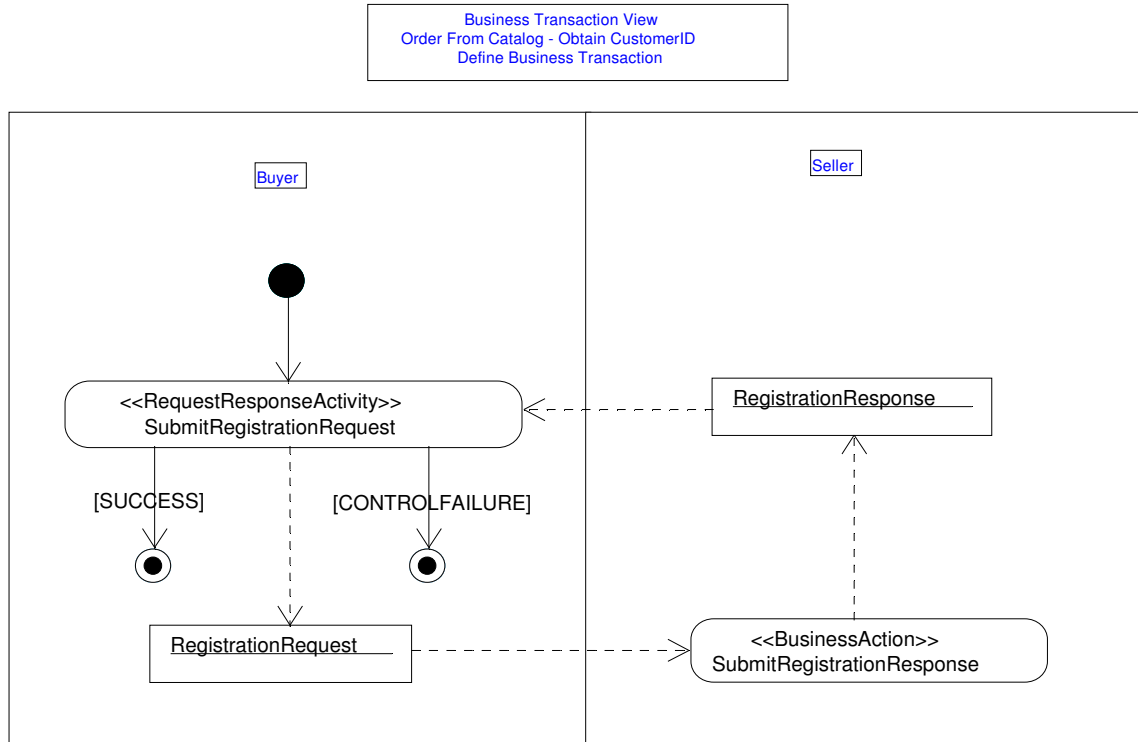 Business Transaction View
Order From Catalog - Obtain CustomerID
Define Business Transaction
Buyer
Seller
<<RequestResponseActivity>>
SubmitRegistrationRequest
RegistrationResponse
[SUCCESS]
[CONTROLFAILURE]
RegistrationRequest
<<BusinessAction>>
SubmitRegistrationResponse